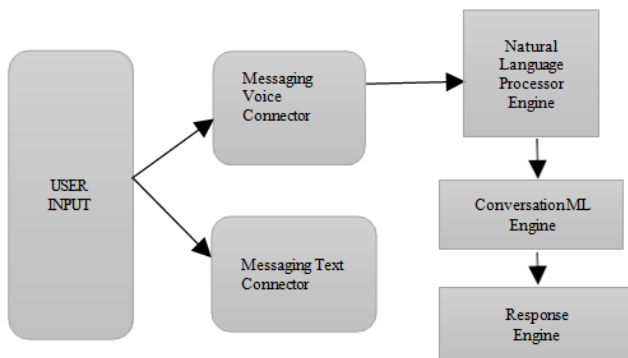 USER
INPUT
Messaging
Voice
Connector
Messaging Text
Connector
Natural
Language
Processor
Engine
ConversationML
Engine
Response
Engine